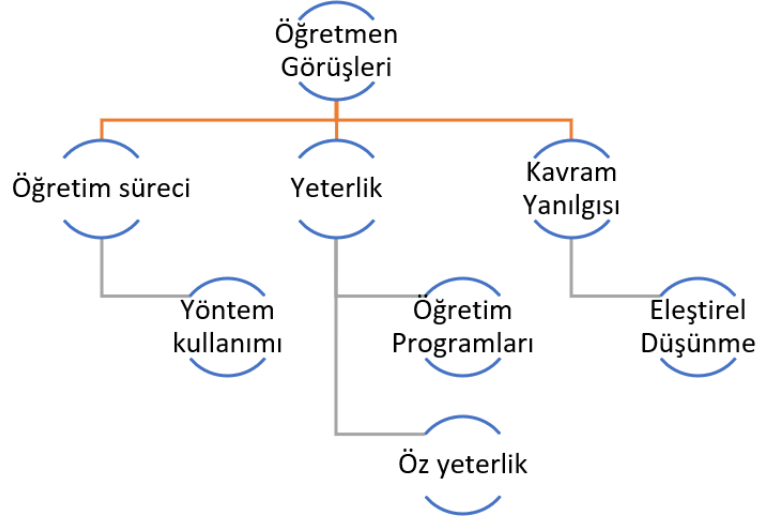 Öğretmen
Görüşleri
Öğretim süreci
Yeterlik
Kavram
Yanılgısı
Yöntem
kullanımı
Öğretim
Programları
Eleştirel
Düşünme
Öz yeterlik